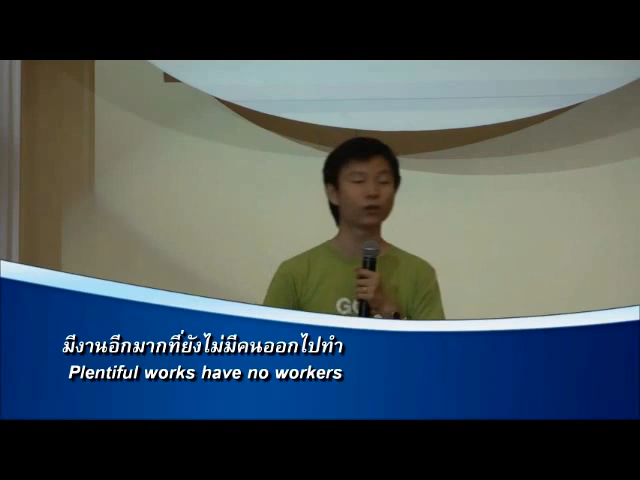 GO
มีงานอีกมากที่ยังไม่มีคนออกไปทำ
Plentiful works have no workers